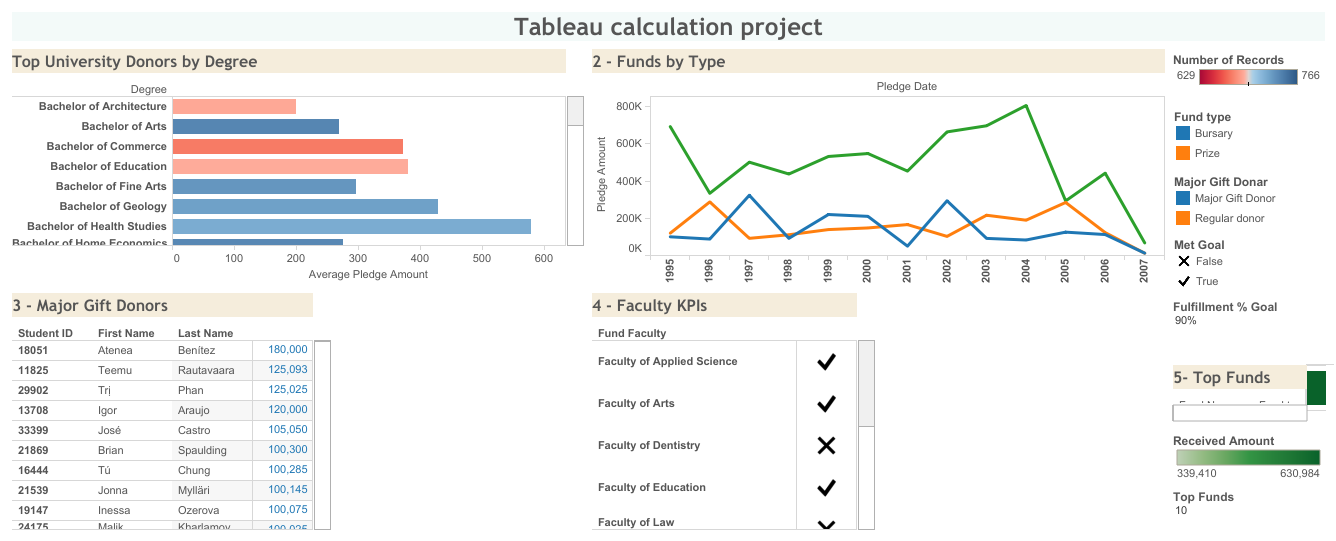 Tableau calculation project
Top University Donors by Degree
Degree
Bachelor of Architecture
Bachelor of Arts
Bachelor of Commerce
Bachelor of Education
Bachelor of Fine Arts
Bachelor of Geology
Bachelor of Health Studies
Bachelor of Home Economics
0 100 200 300 400 500 600
Average Pledge Amount
2 - Funds by Type
Pledge Date
Pledge Amount
800K
600K
400K
200K
0K
1995 1996 1997 1998 1999 2000 2001 2002 2003 2004 2005 2006 2007
Number of Records
629 766
Fund type
Bursary
Prize
Major Gift Donar
Major Gift Donor
Regular donor
Met Goal
False
True
Fulfillment % Goal
90%
3 - Major Gift Donors
Student ID First Name Last Name
18051 Atenea Benítez 180,000
11825 Teemu Rautavaara 125,093
29902 Trị Phan 125,025
13708 Igor Araujo 120,000
33399 José Castro 105,050
21869 Brian Spaulding 100,300
16444 Tú Chung 100,285
21539 Jonna Mylläri 100,145
19147 Inessa Ozerova 100,075
24175 Malik Kharlamov 100,025
4 - Faculty KPIs
Fund Faculty
Faculty of Applied Science
Faculty of Arts
Faculty of Dentistry
Faculty of Education
Faculty of Law
5- Top Funds
Received Amount
339,410 630,984
Top Funds
10